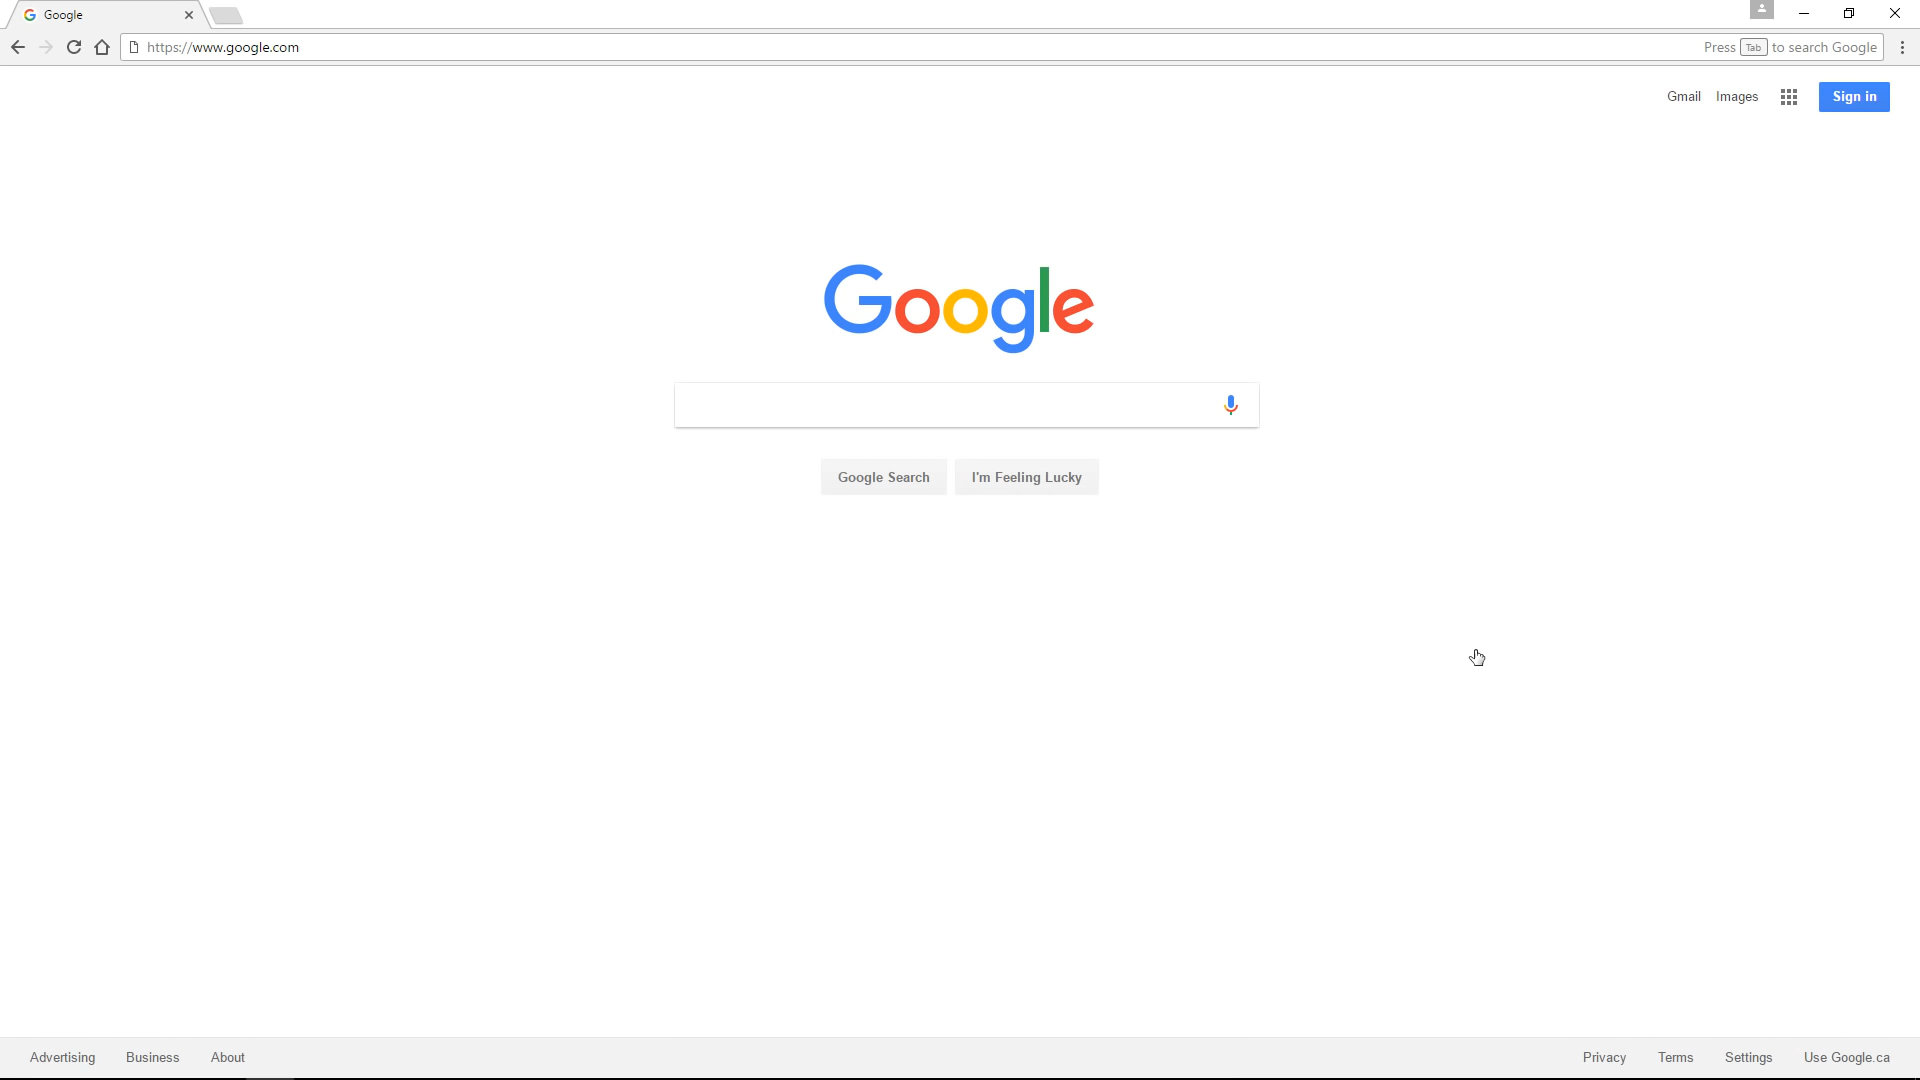 Google
https://www.google.com
Press Tab to search Google
Gmail Images Sign in
Google
Google Search I'm Feeling Lucky
Advertising Business About Privacy Terms Settings Use Google.ca